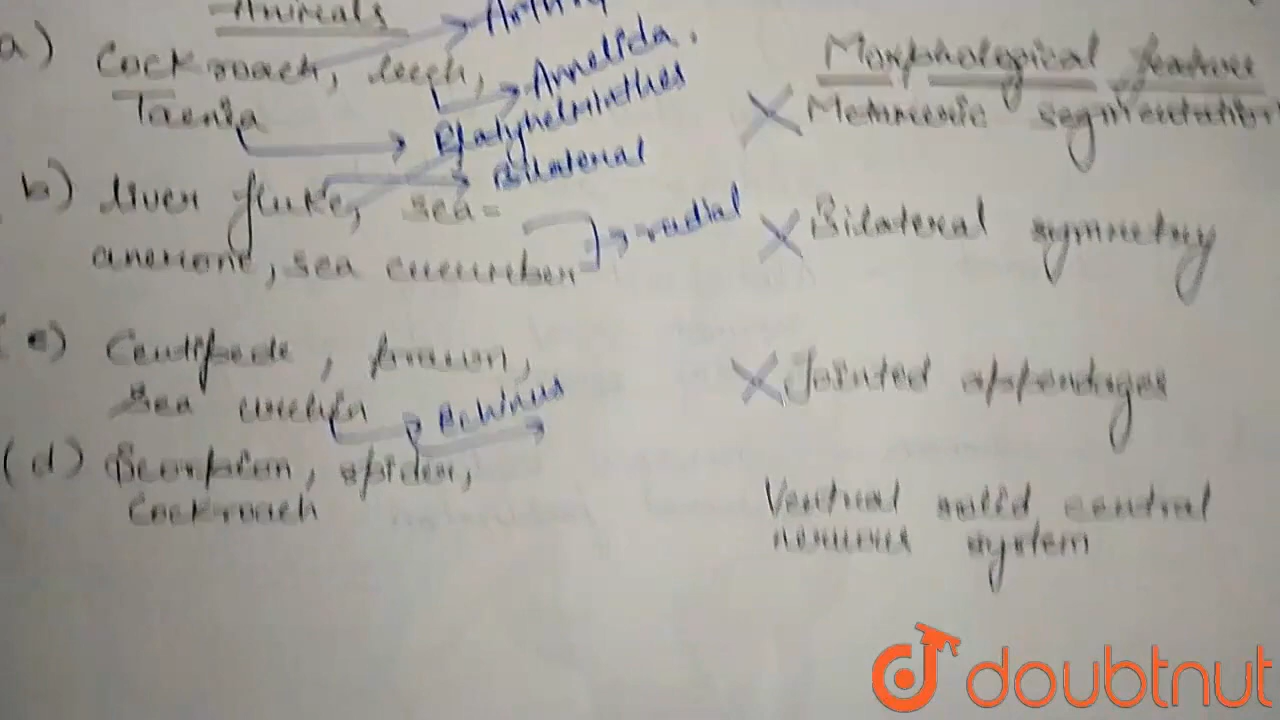 Animals
a) Cockroach, leech, → Annelida. Morphological feature
Taenia → Platyhelminthes X Metameric segmentation
Bilateral
b) Liver fluke, sea = → radial X Bilateral symmetry
anemone, sea cucumber
(c) Centipede, prawn, X Jointed appendages
sea urchin → Echinus
(d) Scorpion, spider, Ventral solid central
Cockroach nervous system
doubtnut